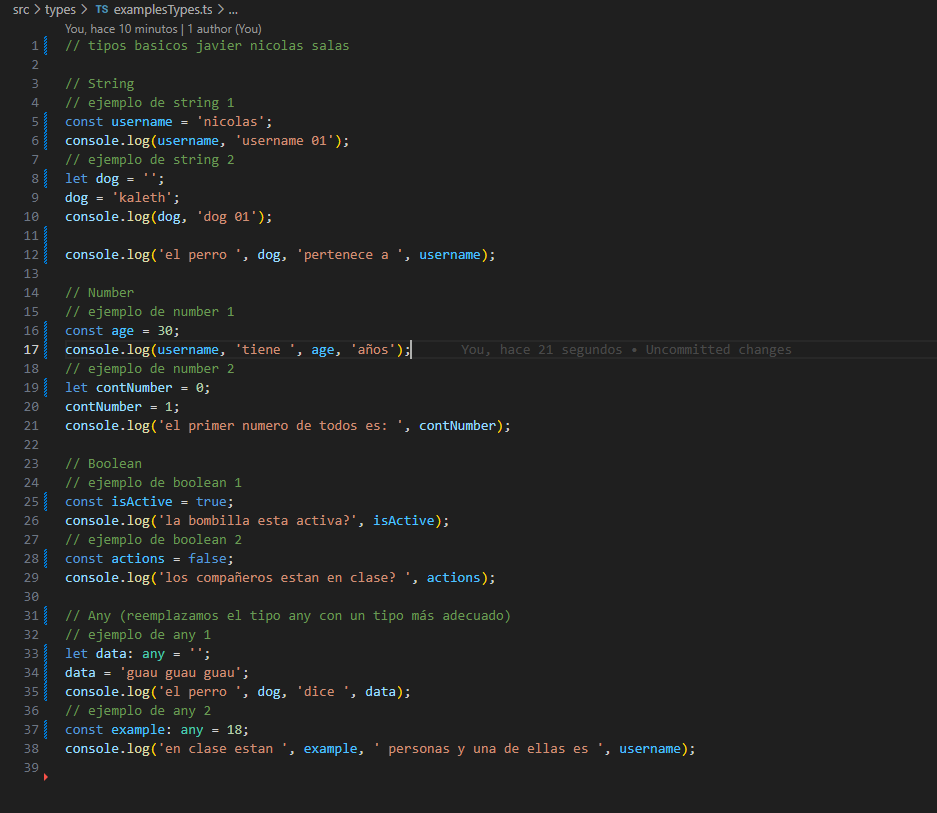 src > types > TS examplesTypes.ts > ...
You, hace 10 minutos | 1 author (You)
1 // tipos basicos javier nicolas salas
2
3 // String
4 // ejemplo de string 1
5 const username = 'nicolas';
6 console.log(username, 'username 01');
7 // ejemplo de string 2
8 let dog = '';
9 dog = 'kaleth';
10 console.log(dog, 'dog 01');
11
12 console.log('el perro ', dog, 'pertenece a ', username);
13
14 // Number
15 // ejemplo de number 1
16 const age = 30;
17 console.log(username, 'tiene ', age, 'años'); You, hace 21 segundos • Uncommitted changes
18 // ejemplo de number 2
19 let contNumber = 0;
20 contNumber = 1;
21 console.log('el primer numero de todos es: ', contNumber);
22
23 // Boolean
24 // ejemplo de boolean 1
25 const isActive = true;
26 console.log('la bombilla esta activa?', isActive);
27 // ejemplo de boolean 2
28 const actions = false;
29 console.log('los compañeros estan en clase? ', actions);
30
31 // Any (reemplazamos el tipo any con un tipo más adecuado)
32 // ejemplo de any 1
33 let data: any = '';
34 data = 'guau guau guau';
35 console.log('el perro ', dog, 'dice ', data);
36 // ejemplo de any 2
37 const example: any = 18;
38 console.log('en clase estan ', example, ' personas y una de ellas es ', username);
39